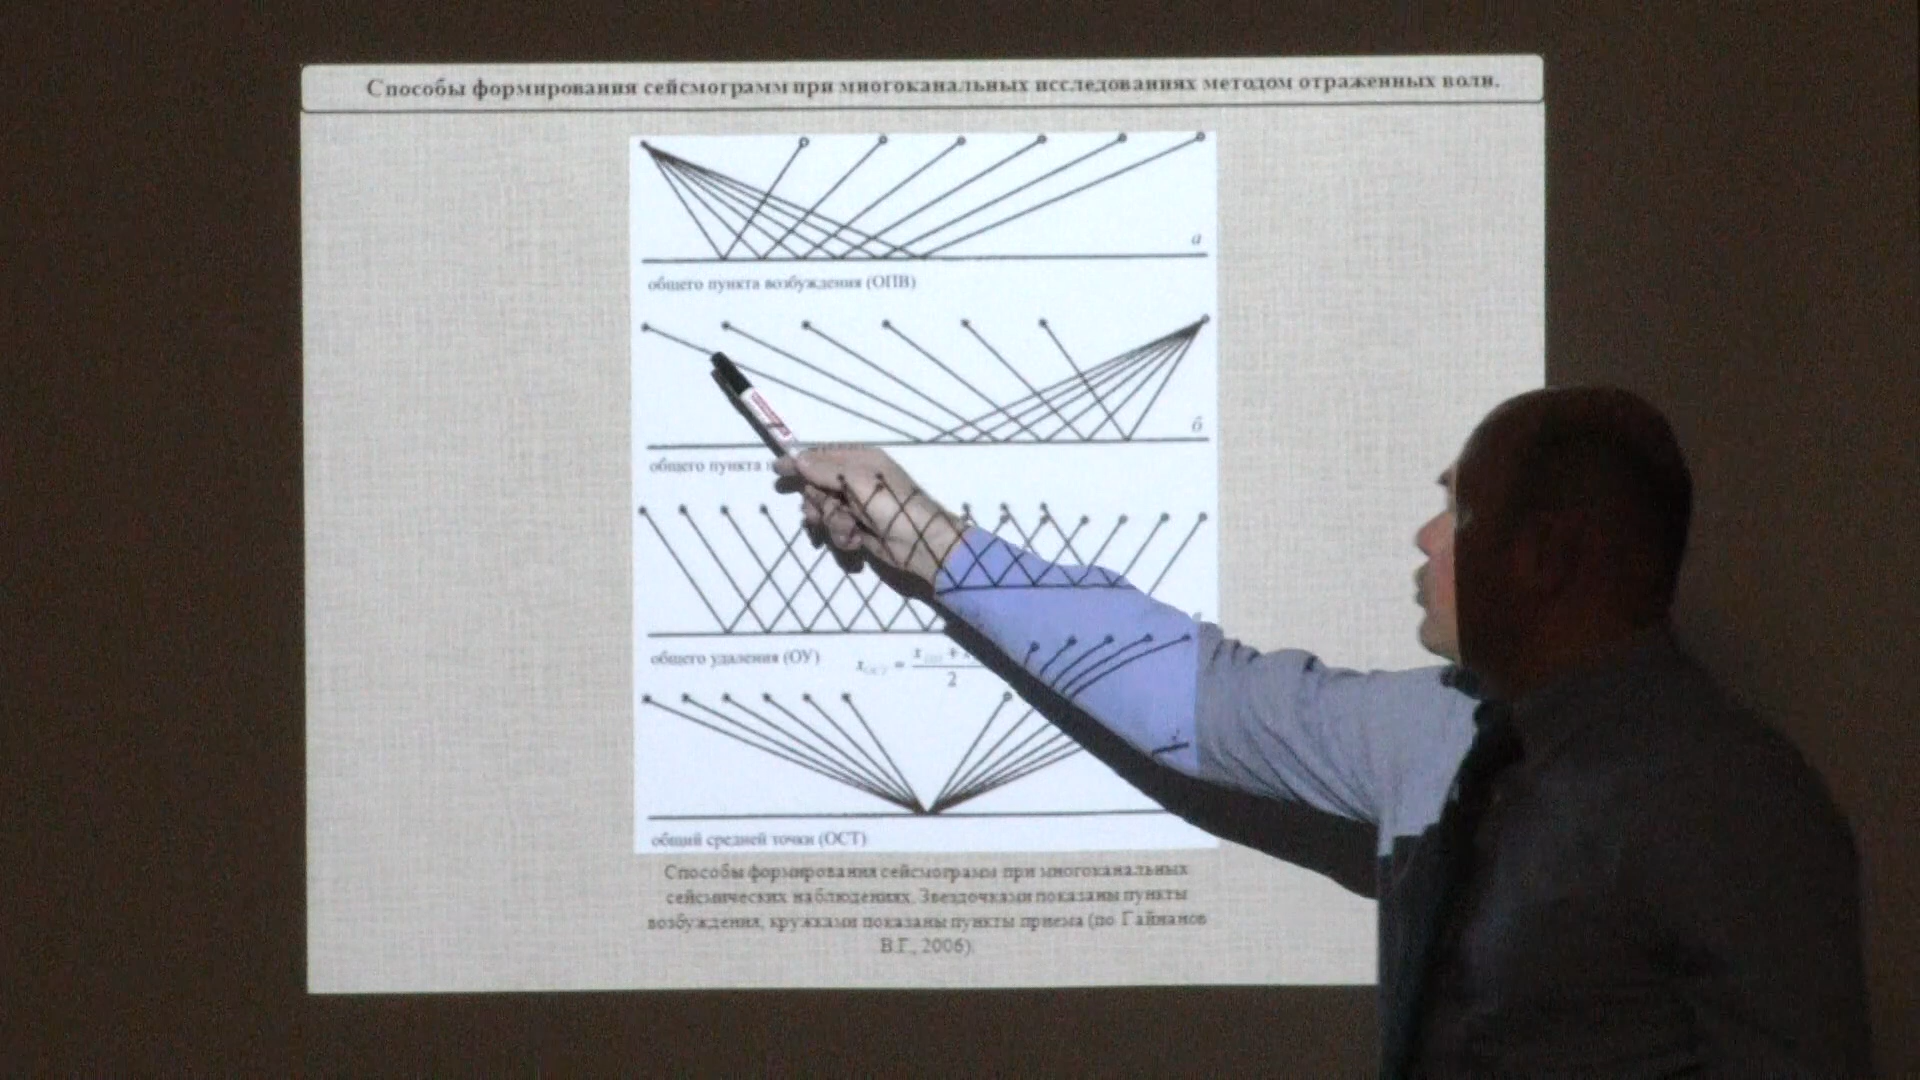 Способы формирования сейсмограмм при многоканальных исследованиях методом отраженных волн.
а
общего пункта возбуждения (ОПВ)
б
общего пункта
общего удаления (ОУ)
общий средней точки (ОСТ)
Способы формирования сейсмограмм при многоканальных
сейсмических наблюдениях. Звездочками показаны пункты
возбуждения, кружками показаны пункты приема (по Гайнанов
В.Г., 2006).